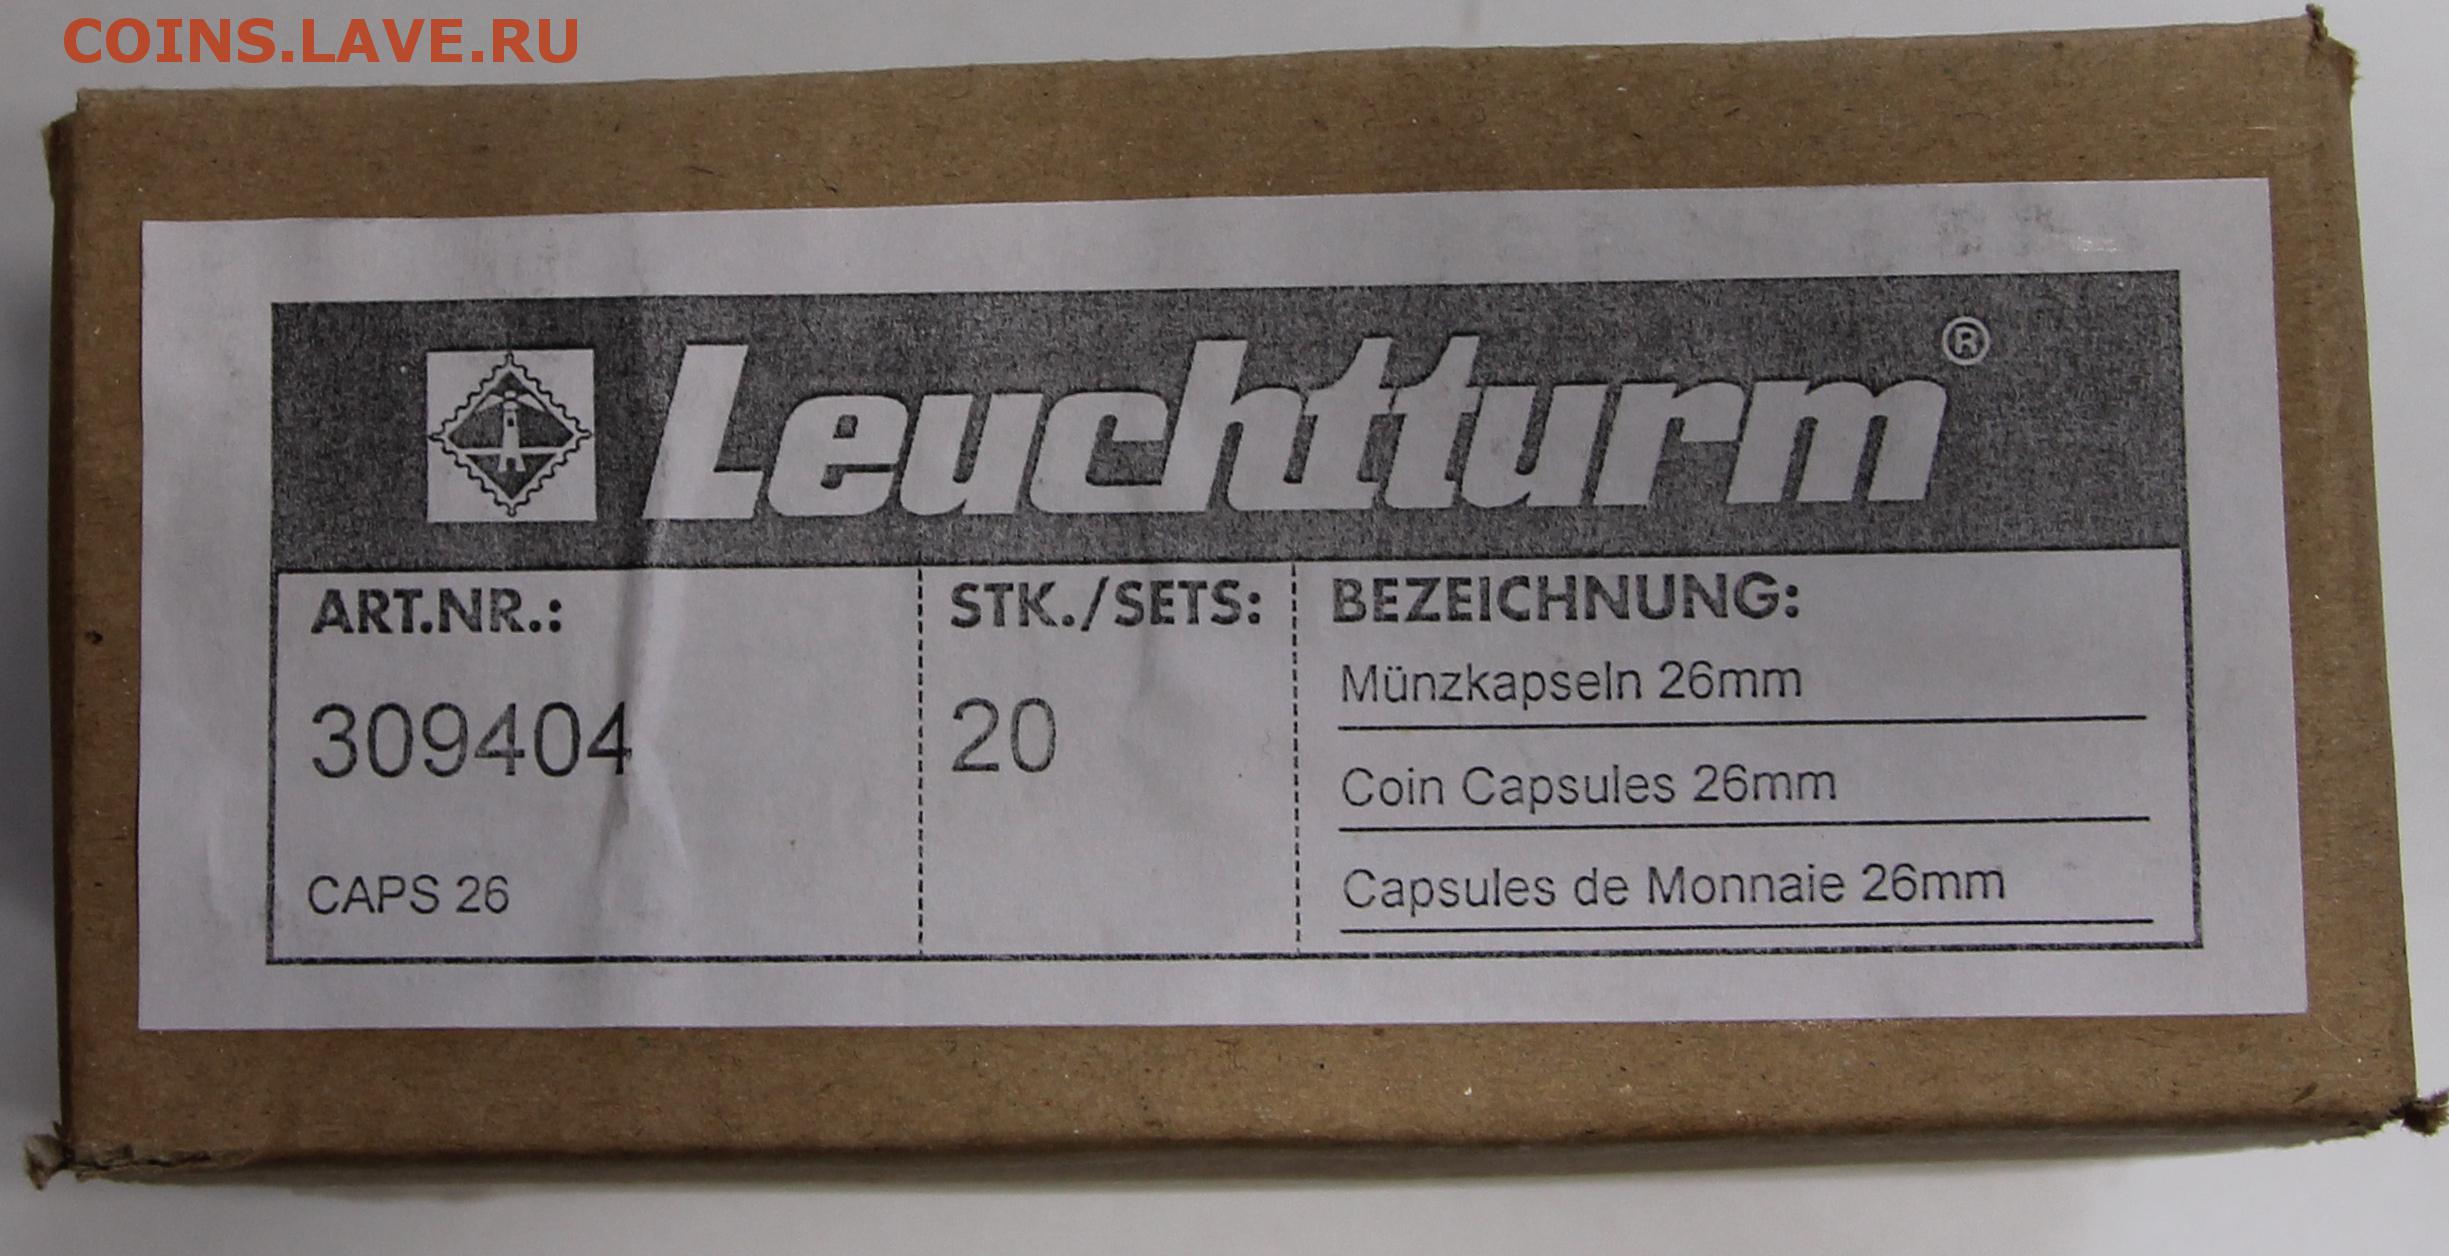 COINS.LAVE.RU
Leuchtturm®
ART.NR.:
309404
CAPS 26
STK./SETS:
20
BEZEICHNUNG:
Münzkapseln 26mm
Coin Capsules 26mm
Capsules de Monnaie 26mm